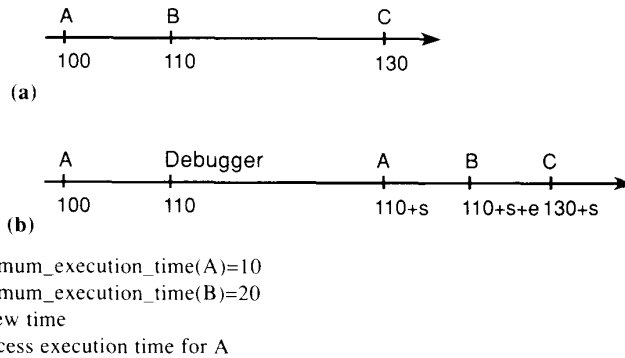 A B C
100 110 130
(a)
A Debugger A B C
100 110 110+s 110+s+e 130+s
(b)
mum_execution_time(A)=10
mum_execution_time(B)=20
ew time
cess execution time for A